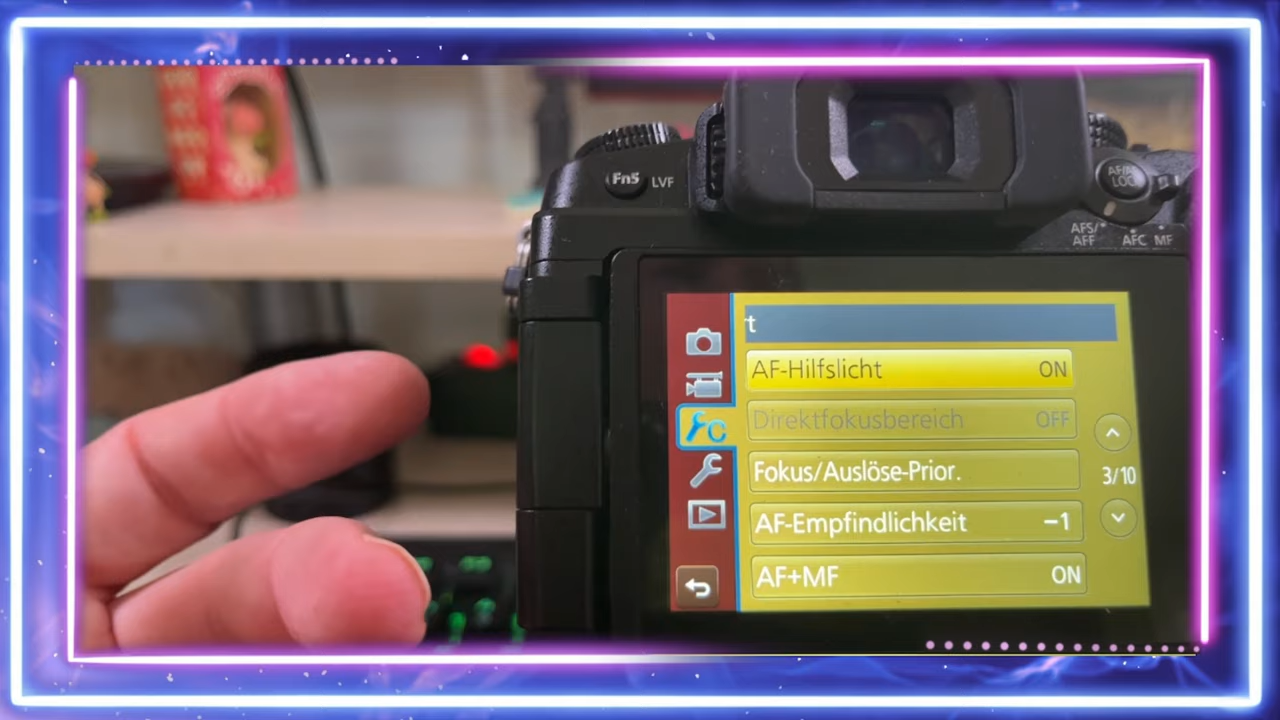 Fn5 LVF
AF/AE LOCK
AFS/ AFF AFC MF
t
AF-Hilfslicht ON
Direktfokusbereich OFF
Fokus/Auslöse-Prior.
3/10
AF-Empfindlichkeit −1
AF+MF ON